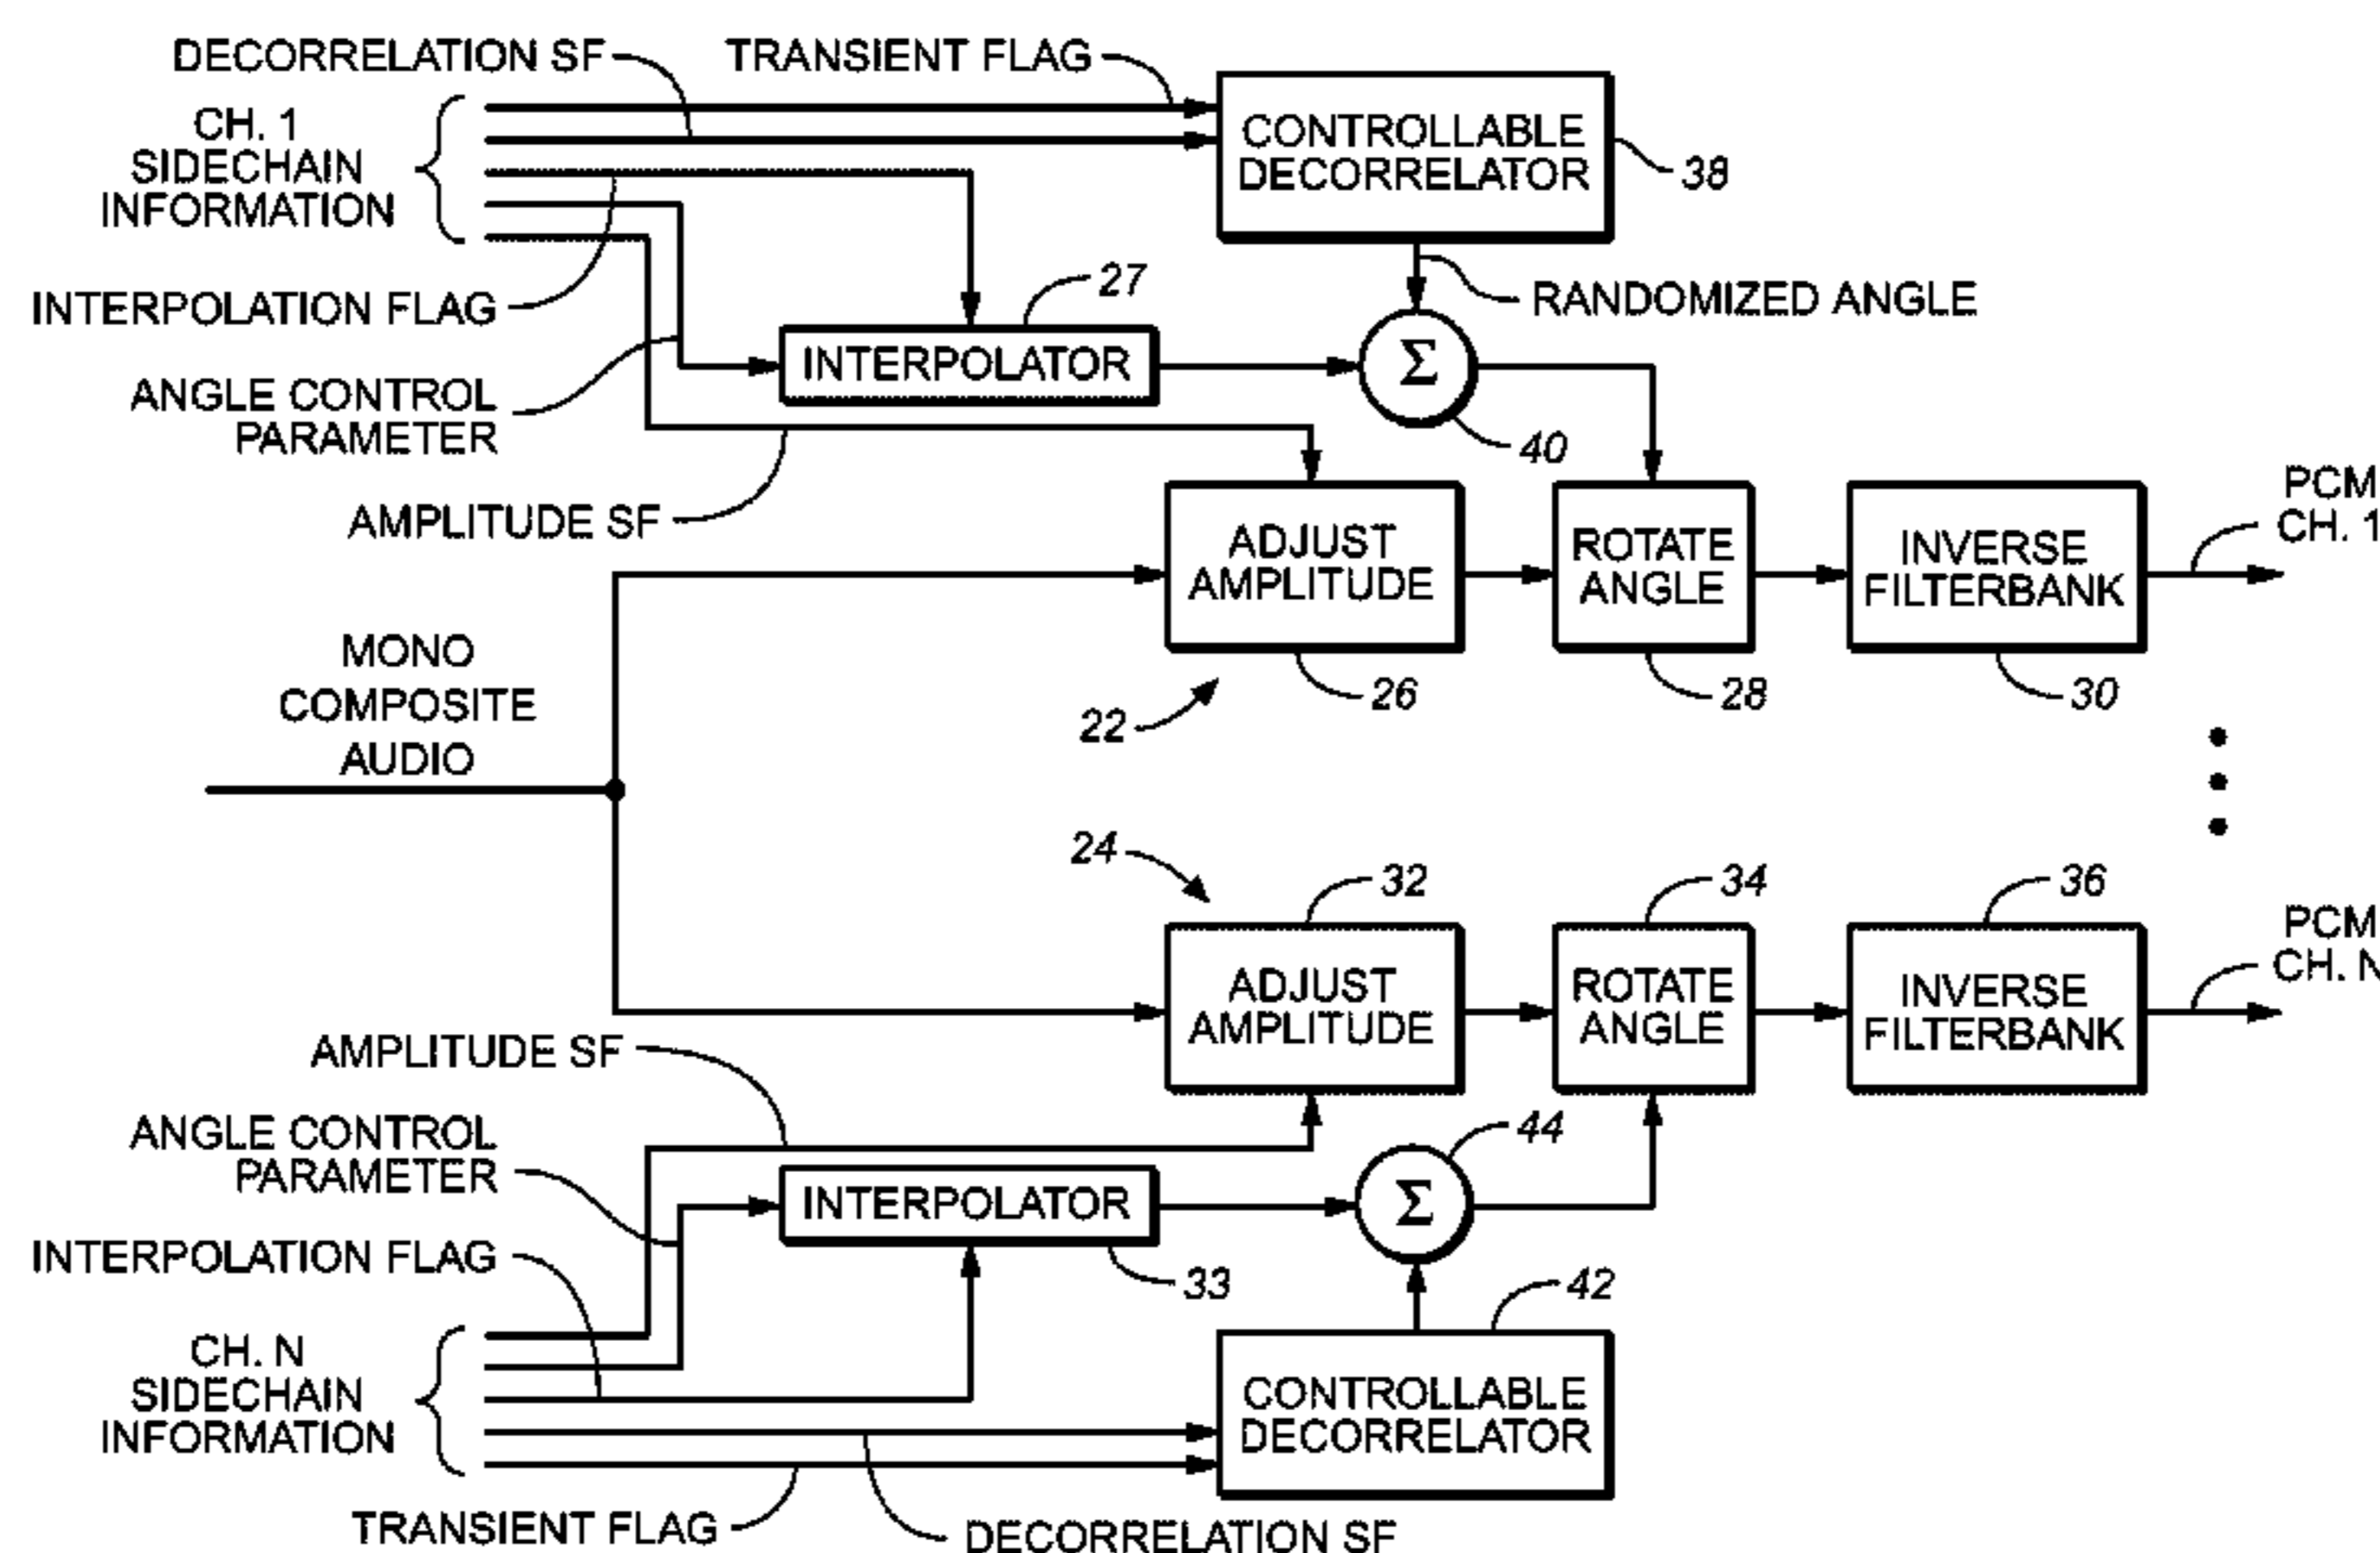 DECORRELATION SF
TRANSIENT FLAG
CH. 1
SIDECHAIN
INFORMATION
CONTROLLABLE
DECORRELATOR
38
INTERPOLATION FLAG
27
RANDOMIZED ANGLE
INTERPOLATOR
Σ
40
ANGLE CONTROL
PARAMETER
AMPLITUDE SF
ADJUST
AMPLITUDE
26
ROTATE
ANGLE
28
INVERSE
FILTERBANK
30
PCM
CH. 1
22
MONO
COMPOSITE
AUDIO
24
32
34
36
ADJUST
AMPLITUDE
ROTATE
ANGLE
INVERSE
FILTERBANK
PCM
CH. N
AMPLITUDE SF
ANGLE CONTROL
PARAMETER
44
INTERPOLATOR
Σ
33
INTERPOLATION FLAG
42
CH. N
SIDECHAIN
INFORMATION
CONTROLLABLE
DECORRELATOR
TRANSIENT FLAG
DECORRELATION SF